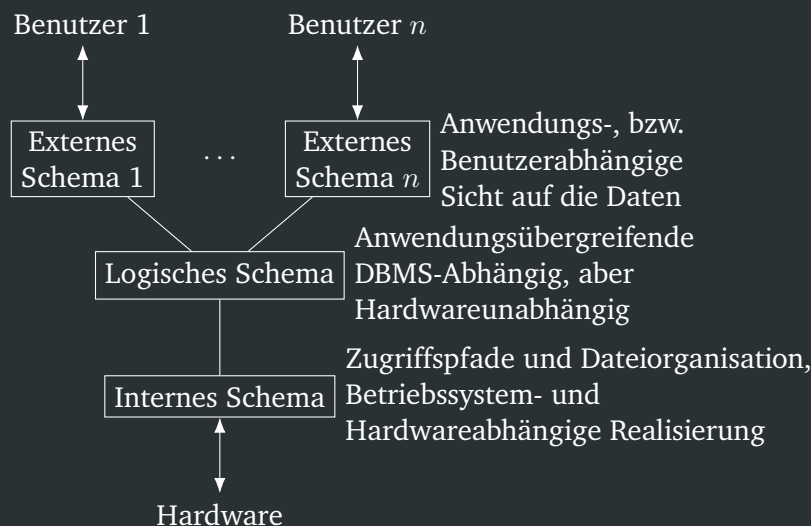 Benutzer 1
Benutzer n
Externes
Schema 1
. . .
Externes
Schema n
Anwendungs-, bzw.
Benutzerabhängige
Sicht auf die Daten
Logisches Schema
Anwendungsübergreifende
DBMS-Abhängig, aber
Hardwareunabhängig
Internes Schema
Zugriffspfade und Dateiorganisation,
Betriebssystem- und
Hardwareabhängige Realisierung
Hardware